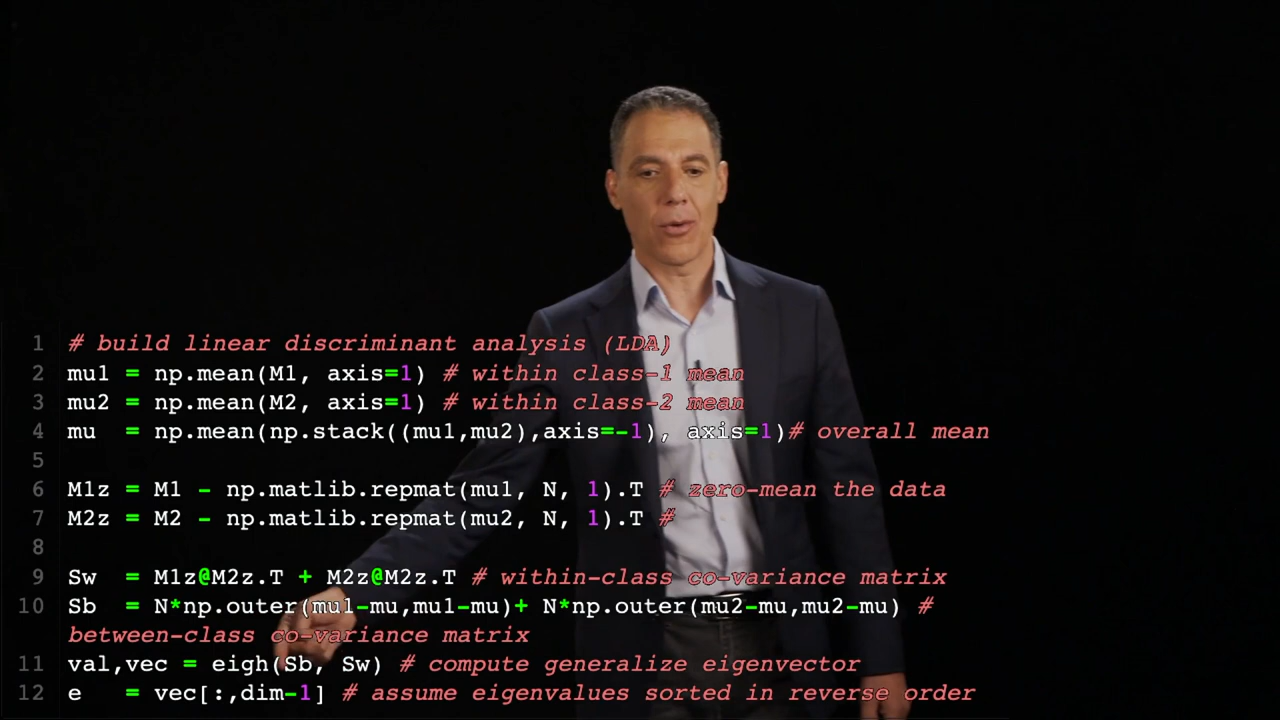 1 # build linear discriminant analysis (LDA)
2 mu1 = np.mean(M1, axis=1) # within class-1 mean
3 mu2 = np.mean(M2, axis=1) # within class-2 mean
4 mu = np.mean(np.stack((mu1,mu2),axis=-1), axis=1)# overall mean
5
6 M1z = M1 - np.matlib.repmat(mu1, N, 1).T # zero-mean the data
7 M2z = M2 - np.matlib.repmat(mu2, N, 1).T #
8
9 Sw = M1z@M2z.T + M2z@M2z.T # within-class co-variance matrix
10 Sb = N*np.outer(mu1-mu,mu1-mu)+ N*np.outer(mu2-mu,mu2-mu) #
between-class co-variance matrix
11 val,vec = eigh(Sb, Sw) # compute generalize eigenvector
12 e = vec[:,dim-1] # assume eigenvalues sorted in reverse order